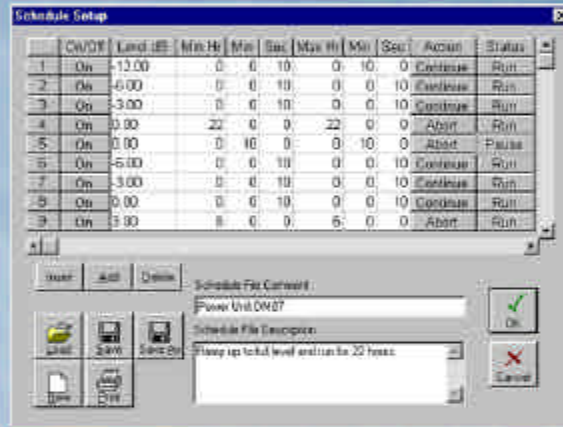 Schedule Setup
On/Off Level dB Min Hr Min Sec Max Hr Min Sec Action Status
1 On -12.00 0 0 10 0 10 0 Continue Run
2 On -6.00 0 0 10 0 0 10 Continue Run
3 On -3.00 0 0 10 0 0 10 Continue Run
4 On 0.00 22 0 0 22 0 0 Abort Run
5 On 0.00 0 10 0 0 10 0 Abort Pause
6 On -6.00 0 0 10 0 0 10 Continue Run
7 On -3.00 0 0 10 0 0 10 Continue Run
8 On 0.00 0 0 10 0 0 10 Continue Run
9 On 3.00 6 0 0 6 0 0 Abort Run
Insert Add Delete
Schedule File Comment
Power Unit
OK
Load Save Save As
Schedule File Description
Ramp up to full level and run for 22 hours
New Print
Cancel